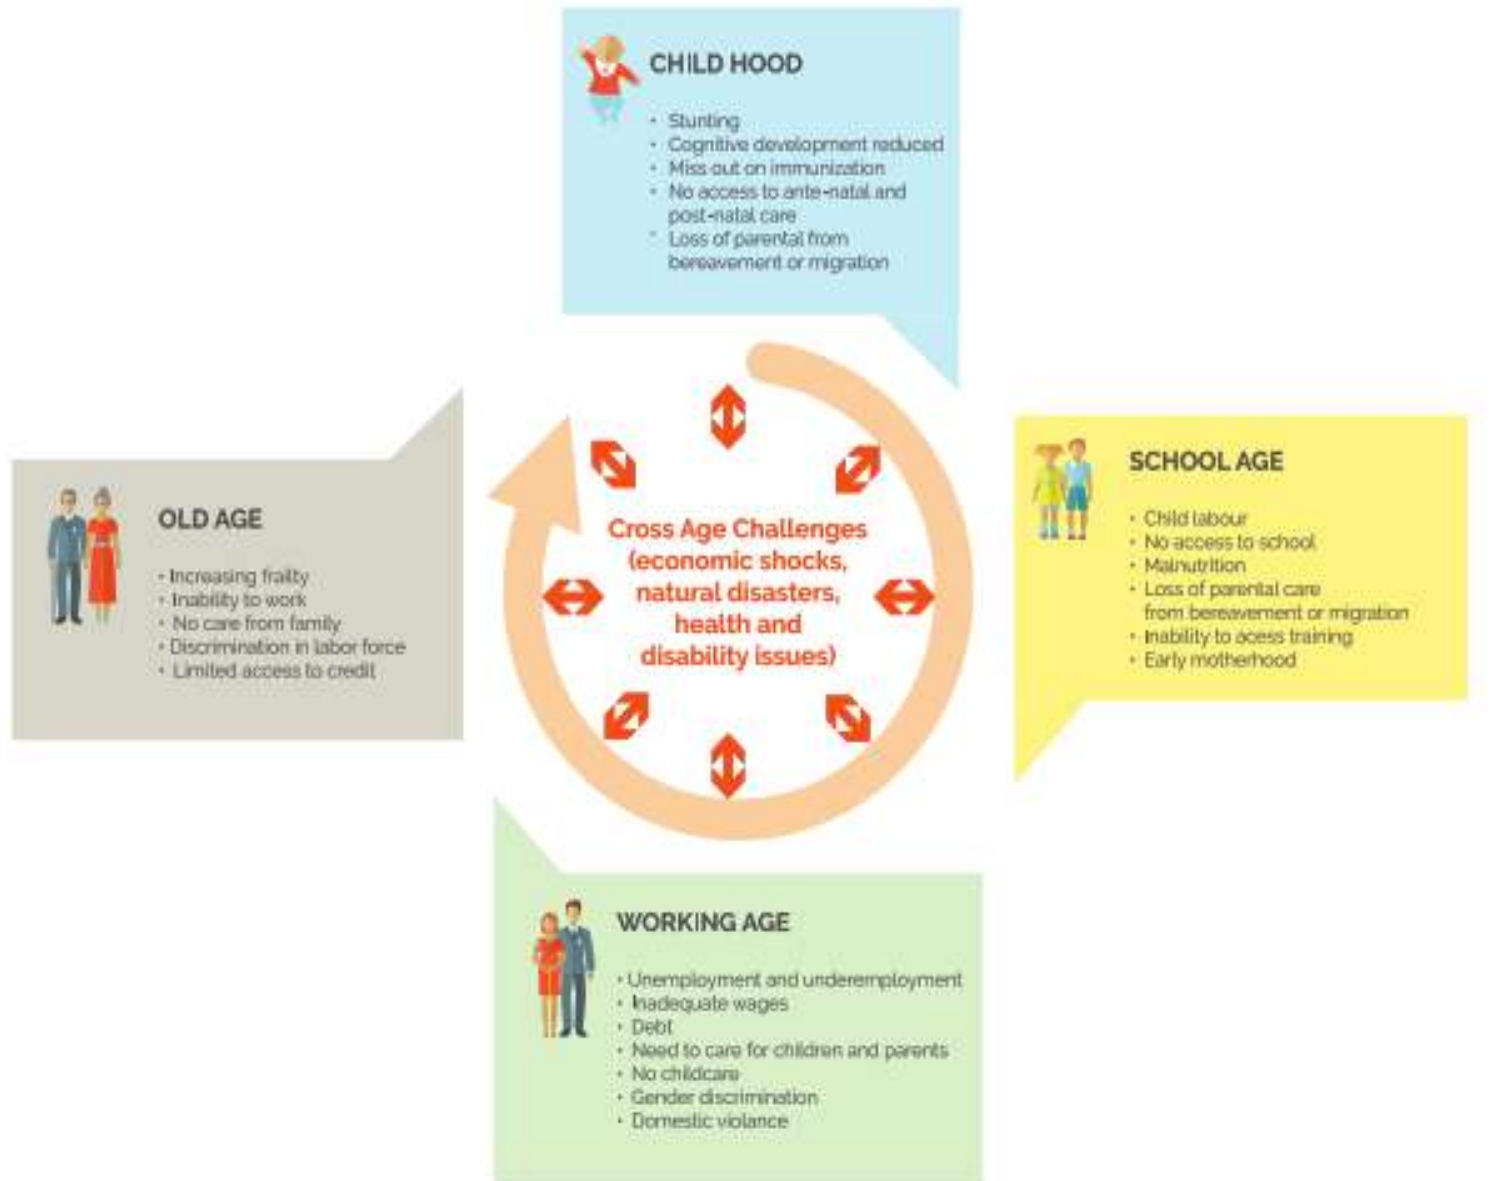 CHILD HOOD
• Stunting
• Cognitive development reduced
• Miss out on immunization
• No access to ante-natal and
post-natal care
• Loss of parental from
bereavement or migration
SCHOOL AGE
• Child labour
• No access to school
• Malnutrition
• Loss of parental care
from bereavement or migration
• Inability to acess training
• Early motherhood
Cross Age Challenges
(economic shocks,
natural disasters,
health and
disability issues)
OLD AGE
• Increasing frailty
• Inability to work
• No care from family
• Discrimination in labor force
• Limited access to credit
WORKING AGE
• Unemployment and underemployment
• Inadequate wages
• Debt
• Need to care for children and parents
• No childcare
• Gender discrimination
• Domestic violance